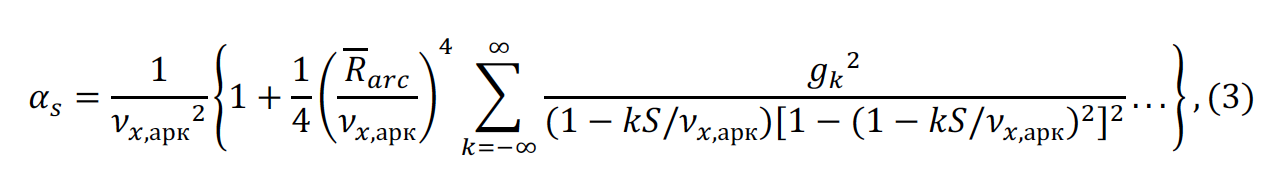 α_s = 1/ν_{x,арк}^2 {1 + 1/4 (R̅_{arc}/ν_{x,арк})^4 ∑_{k=−∞}^{∞} g_k^2/((1 − kS/ν_{x,арк})[1 − (1 − kS/ν_{x,арк})^2]^2) …}, (3)